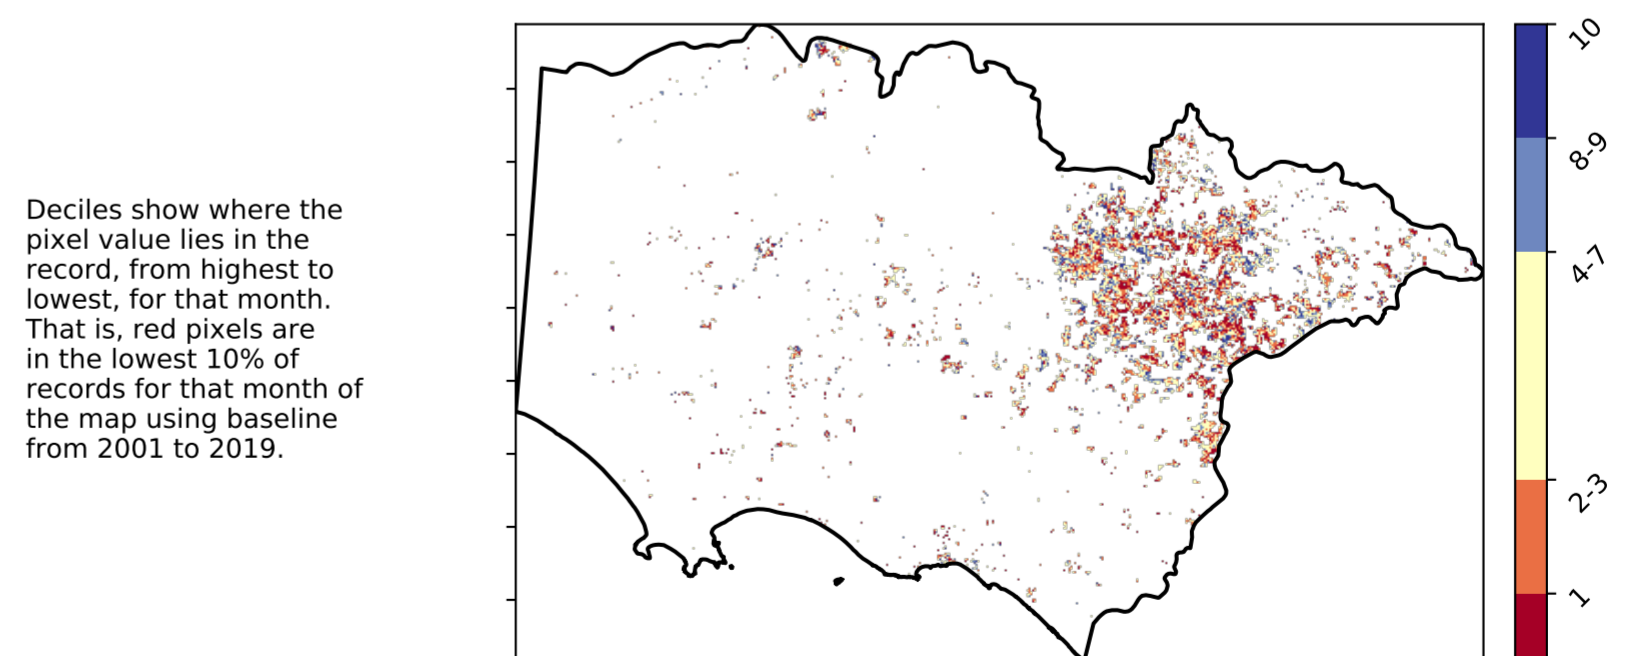 Deciles show where the
pixel value lies in the
record, from highest to
lowest, for that month.
That is, red pixels are
in the lowest 10% of
records for that month of
the map using baseline
from 2001 to 2019.
10
8-9
4-7
2-3
1